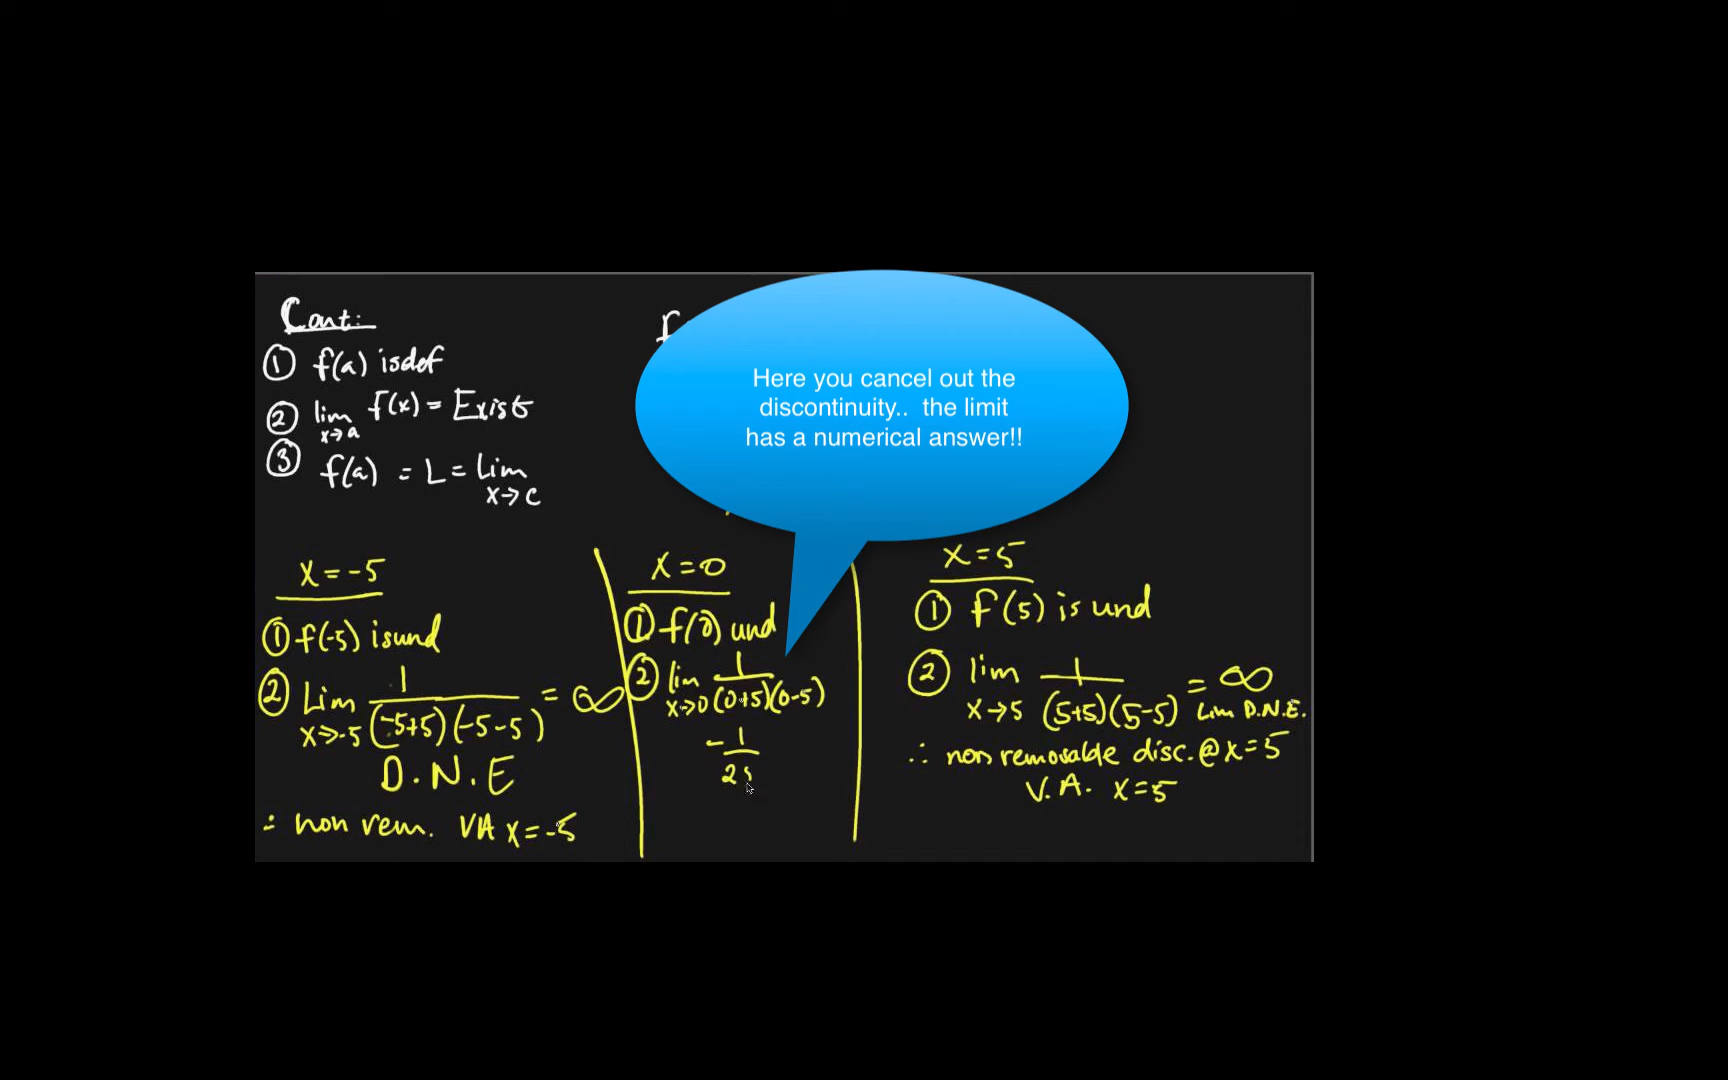 Cont:
① f(a) is def
② lim x→a f(x) = Exists
③ f(a) = L = Lim x→c
Here you cancel out the
discontinuity.. the limit
has a numerical answer!!
x = -5
① f(-5) is und
② Lim x→-5 1/(-5+5)(-5-5) = ∞
D.N.E
∴ non rem. VA x = -5
x = 0
① f(0) und
② lim x→0 1/(0+5)(0-5)
-1/25
x = 5
① f(5) is und
② lim x→5 1/(5+5)(5-5) = ∞
Lim D.N.E.
∴ non removable disc. @ x = 5
V.A. x = 5